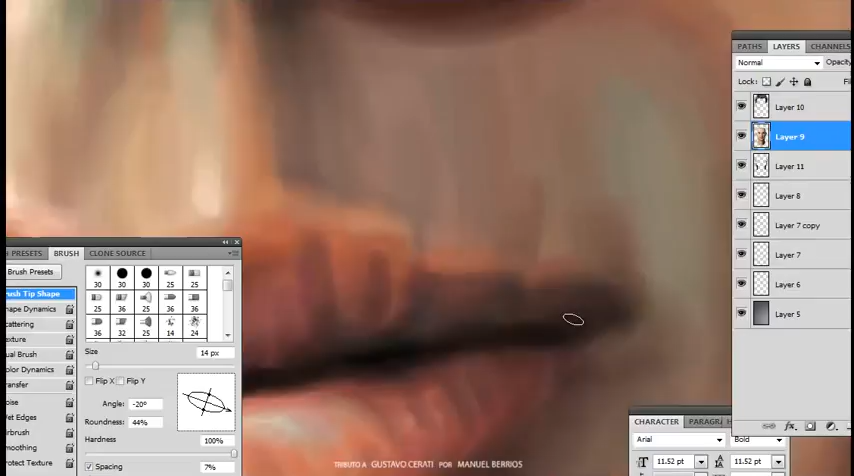 PATHS LAYERS CHANNELS
Normal Opacity
Lock: Fil
Layer 10
Layer 9
Layer 11
Layer 8
Layer 7 copy
Layer 7
Layer 6
Layer 5
H PRESETS BRUSH CLONE SOURCE
Brush Presets
rush Tip Shape
hape Dynamics
cattering
exture
ual Brush
olor Dynamics
ransfer
oise
Wet Edges
irbrush
moothing
rotect Texture
30 30 30 25 25
25 36 25 36 36
36 32 25 14 24
Size 14 px
Flip X Flip Y
Angle: -20º
Roundness: 44%
Hardness 100%
Spacing 7%
CHARACTER PARAGRA
Arial Bold
11.52 pt 11.52 pt
TRIBUTO A GUSTAVO CERATI POR MANUEL BERRIOS